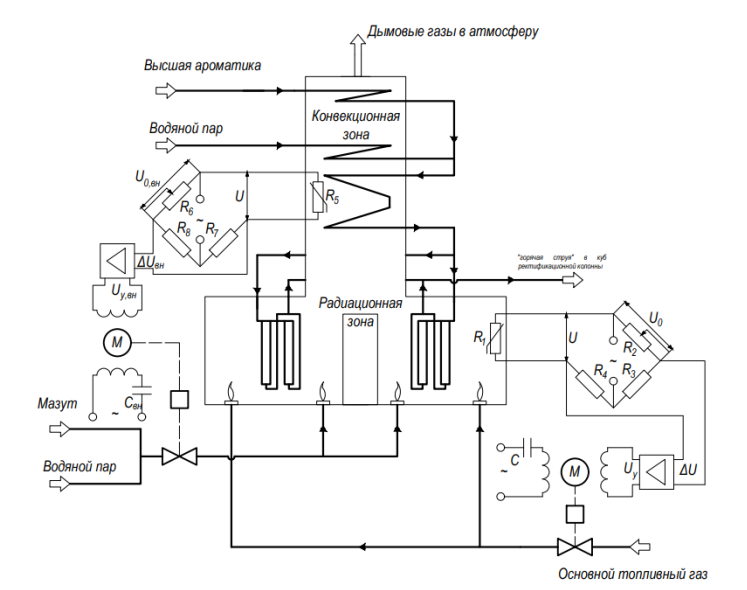 Дымовые газы в атмосферу
Высшая ароматика
Конвекционная
зона
Водяной пар
U0,вн
R6
~
U
R5
R8
R7
ΔUвн
Uу,вн
"горячая струя" в куб
ректификационной колонны
Радиационная
зона
R1
U
U0
R2
~
R4
R3
M
Cвн
~
Мазут
Водяной пар
C
~
M
Uу
ΔU
Основной топливный газ